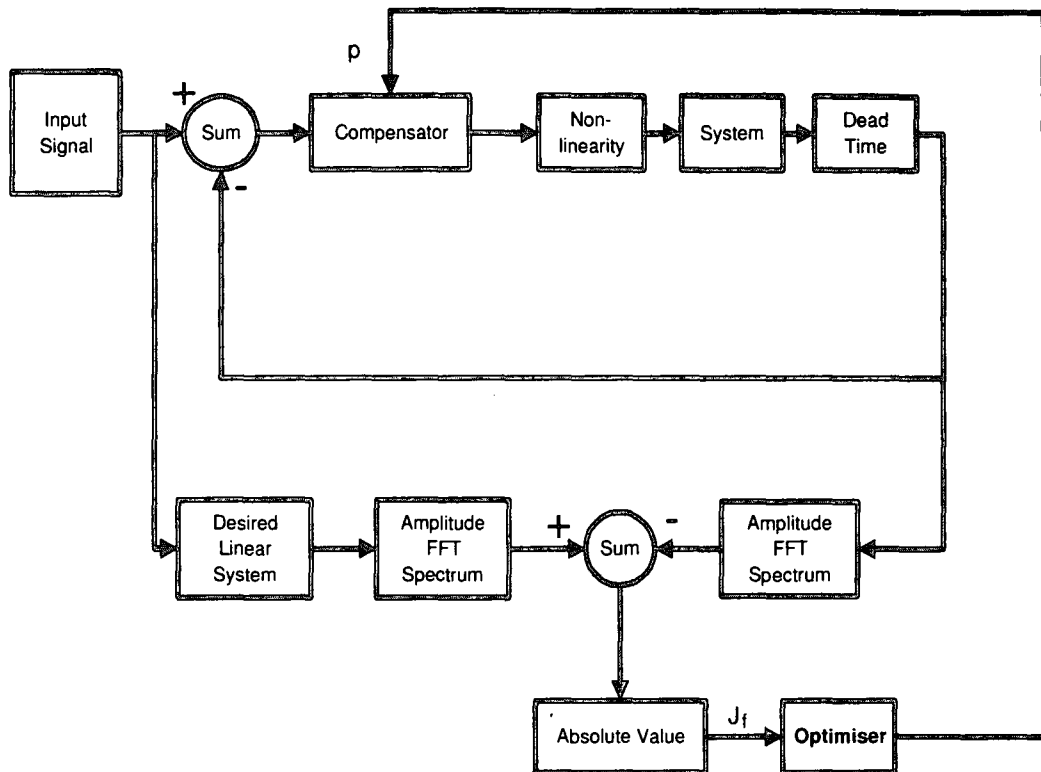 p
+
Input
Signal
Sum
Compensator
Non-
linearity
System
Dead
Time
-
Desired
Linear
System
Amplitude
FFT
Spectrum
+
Sum
-
Amplitude
FFT
Spectrum
Absolute Value
Jf
Optimiser